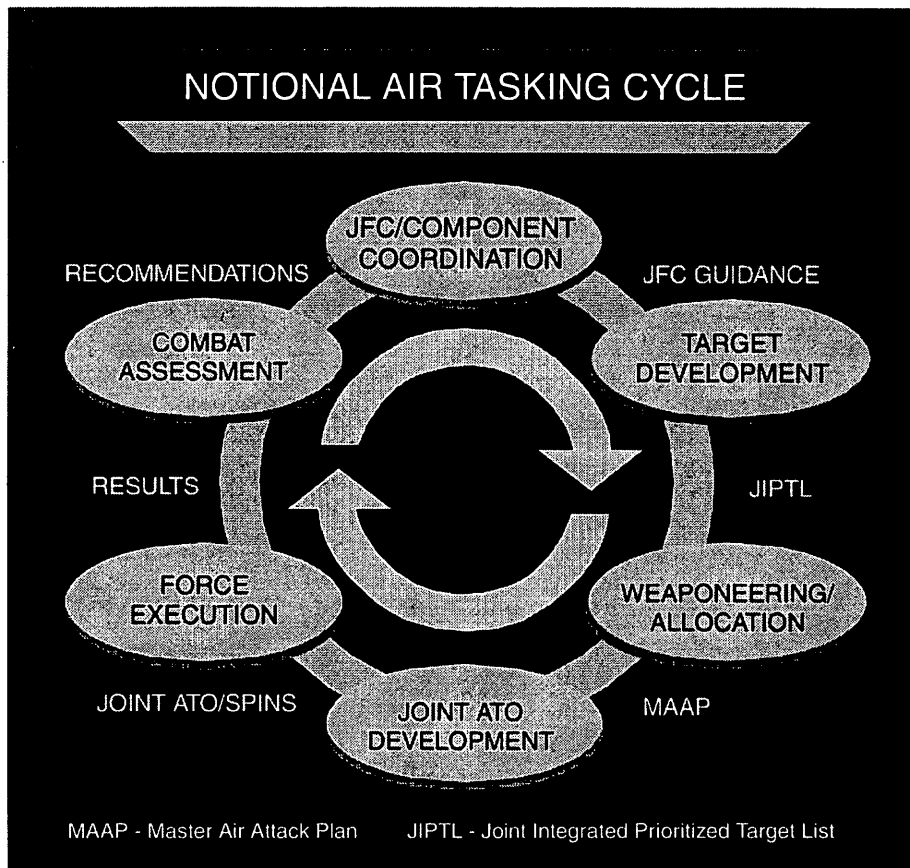 NOTIONAL AIR TASKING CYCLE
JFC/COMPONENT
COORDINATION
RECOMMENDATIONS
JFC GUIDANCE
COMBAT
ASSESSMENT
TARGET
DEVELOPMENT
RESULTS
JIPTL
FORCE
EXECUTION
WEAPONEERING/
ALLOCATION
JOINT ATO/SPINS
MAAP
JOINT ATO
DEVELOPMENT
MAAP - Master Air Attack Plan
JIPTL - Joint Integrated Prioritized Target List